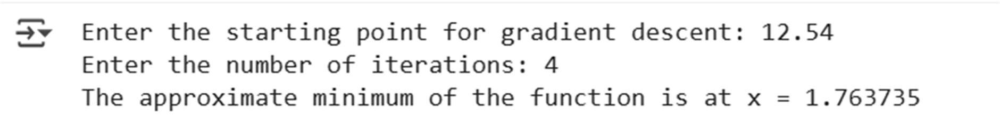 Enter the starting point for gradient descent: 12.54
Enter the number of iterations: 4
The approximate minimum of the function is at x = 1.763735